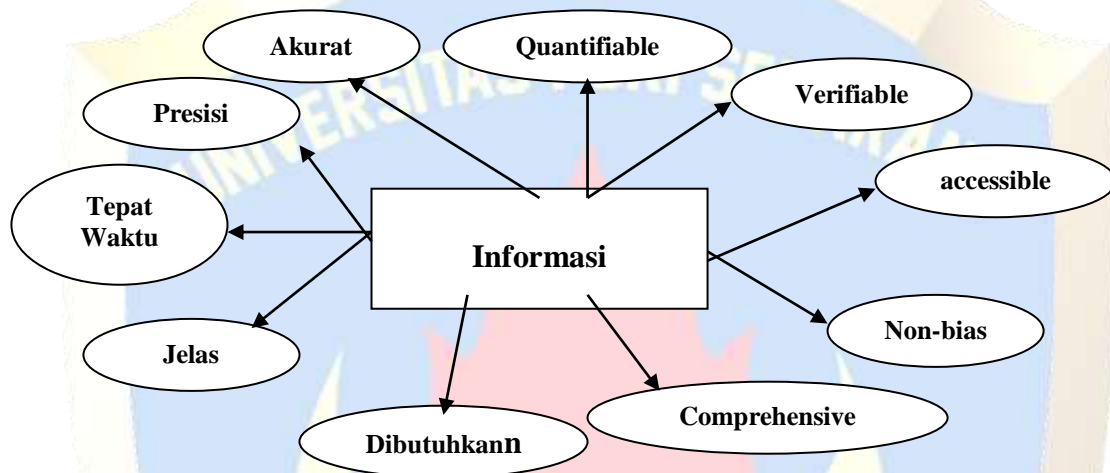 Akurat
Quantifiable
Verifiable
Presisi
accessible
Tepat
Waktu
Informasi
Non-bias
Jelas
Comprehensive
Dibutuhkann